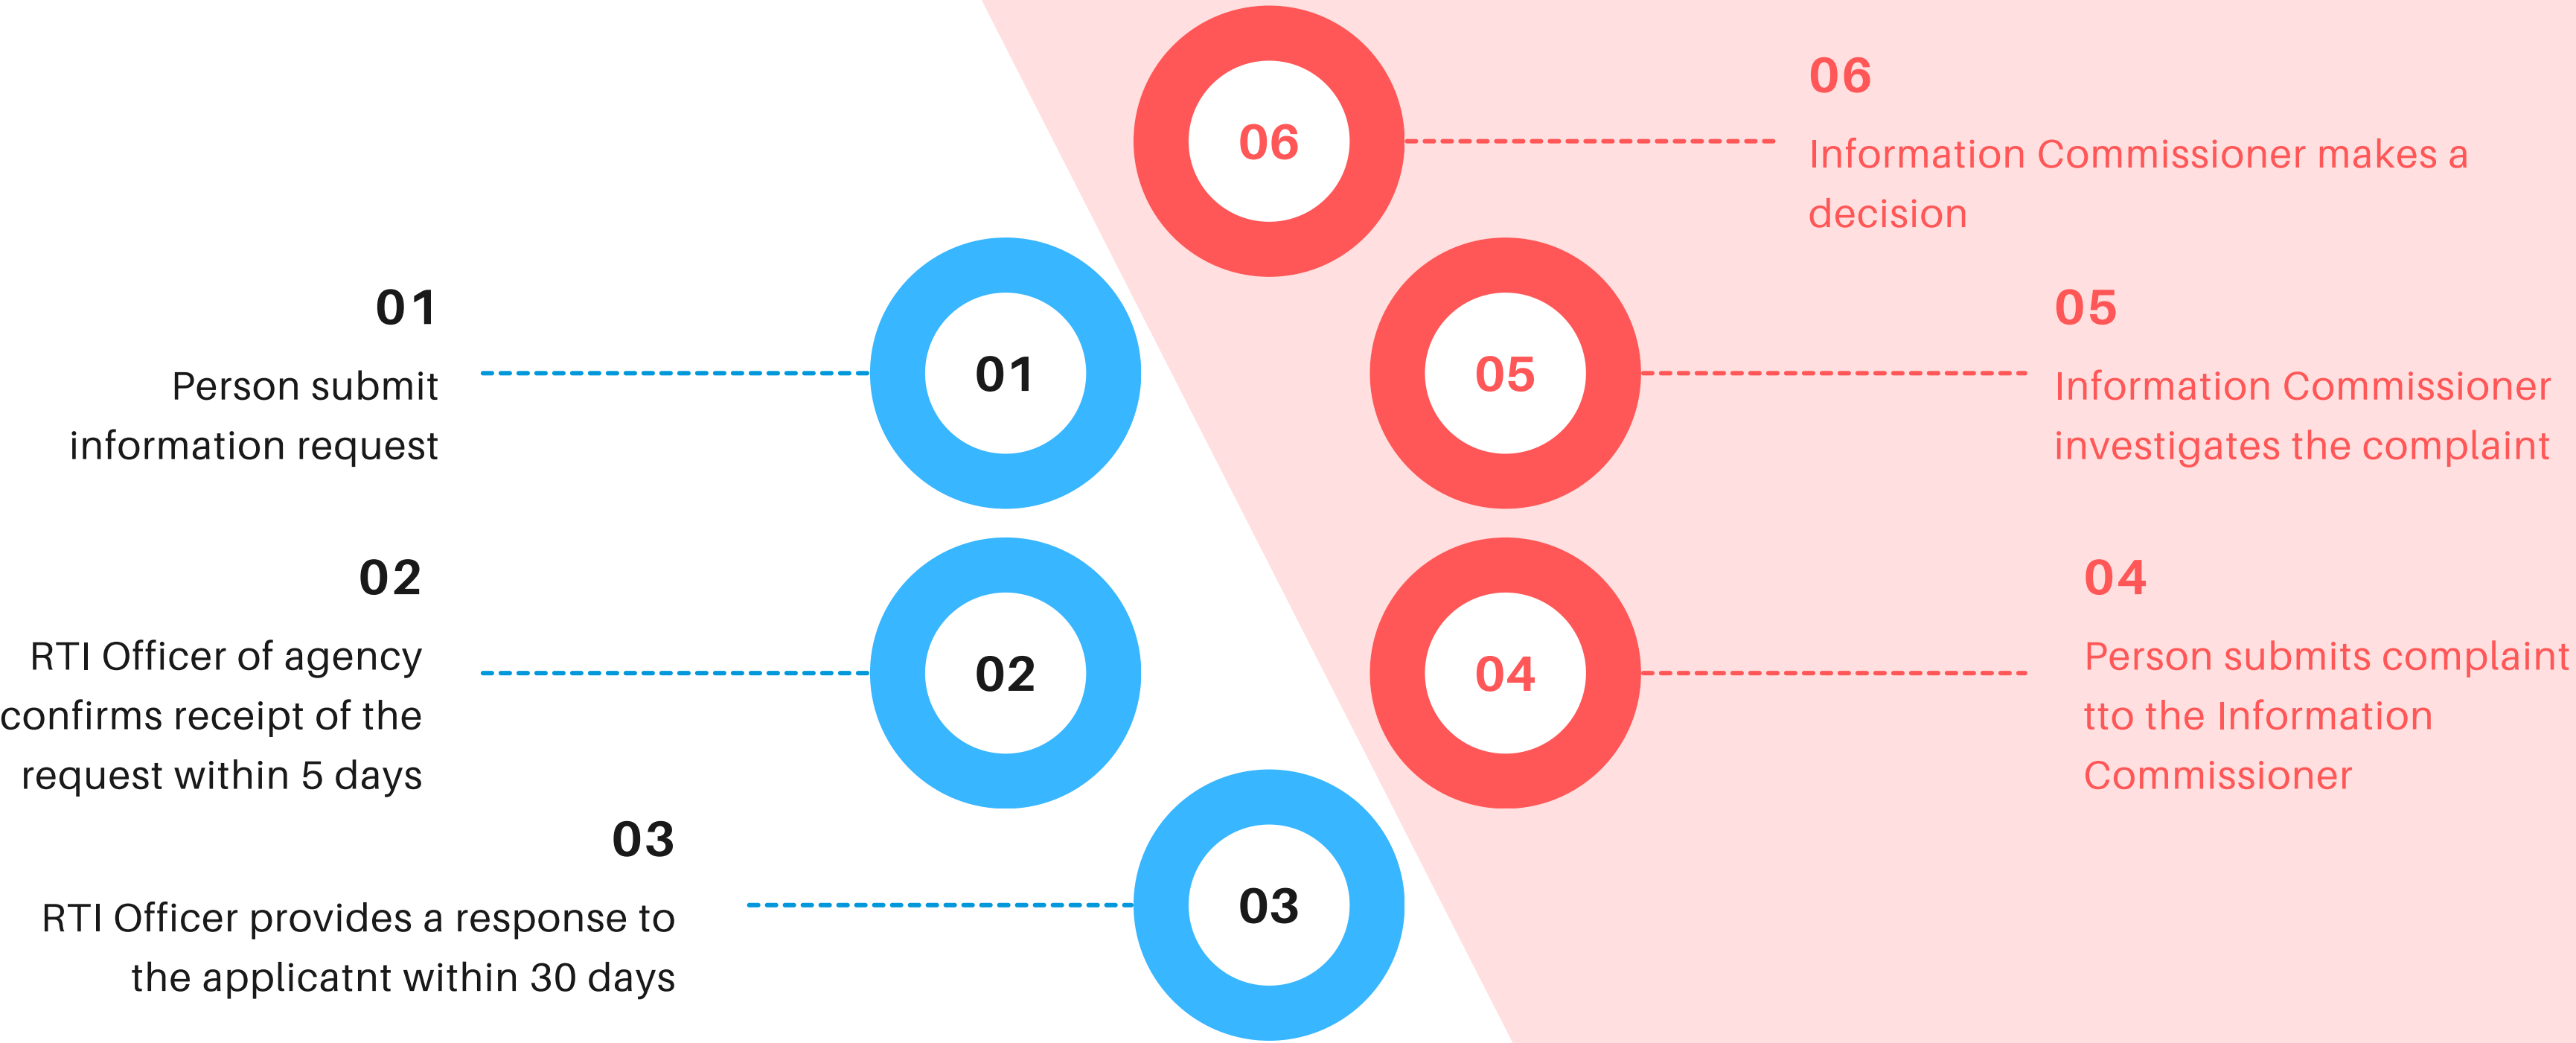 01
Person submit
information request
01
02
RTI Officer of agency
confirms receipt of the
request within 5 days
02
03
RTI Officer provides a response to
the applicatnt within 30 days
03
04
04
Person submits complaint
tto the Information
Commissioner
05
05
Information Commissioner
investigates the complaint
06
06
Information Commissioner makes a
decision